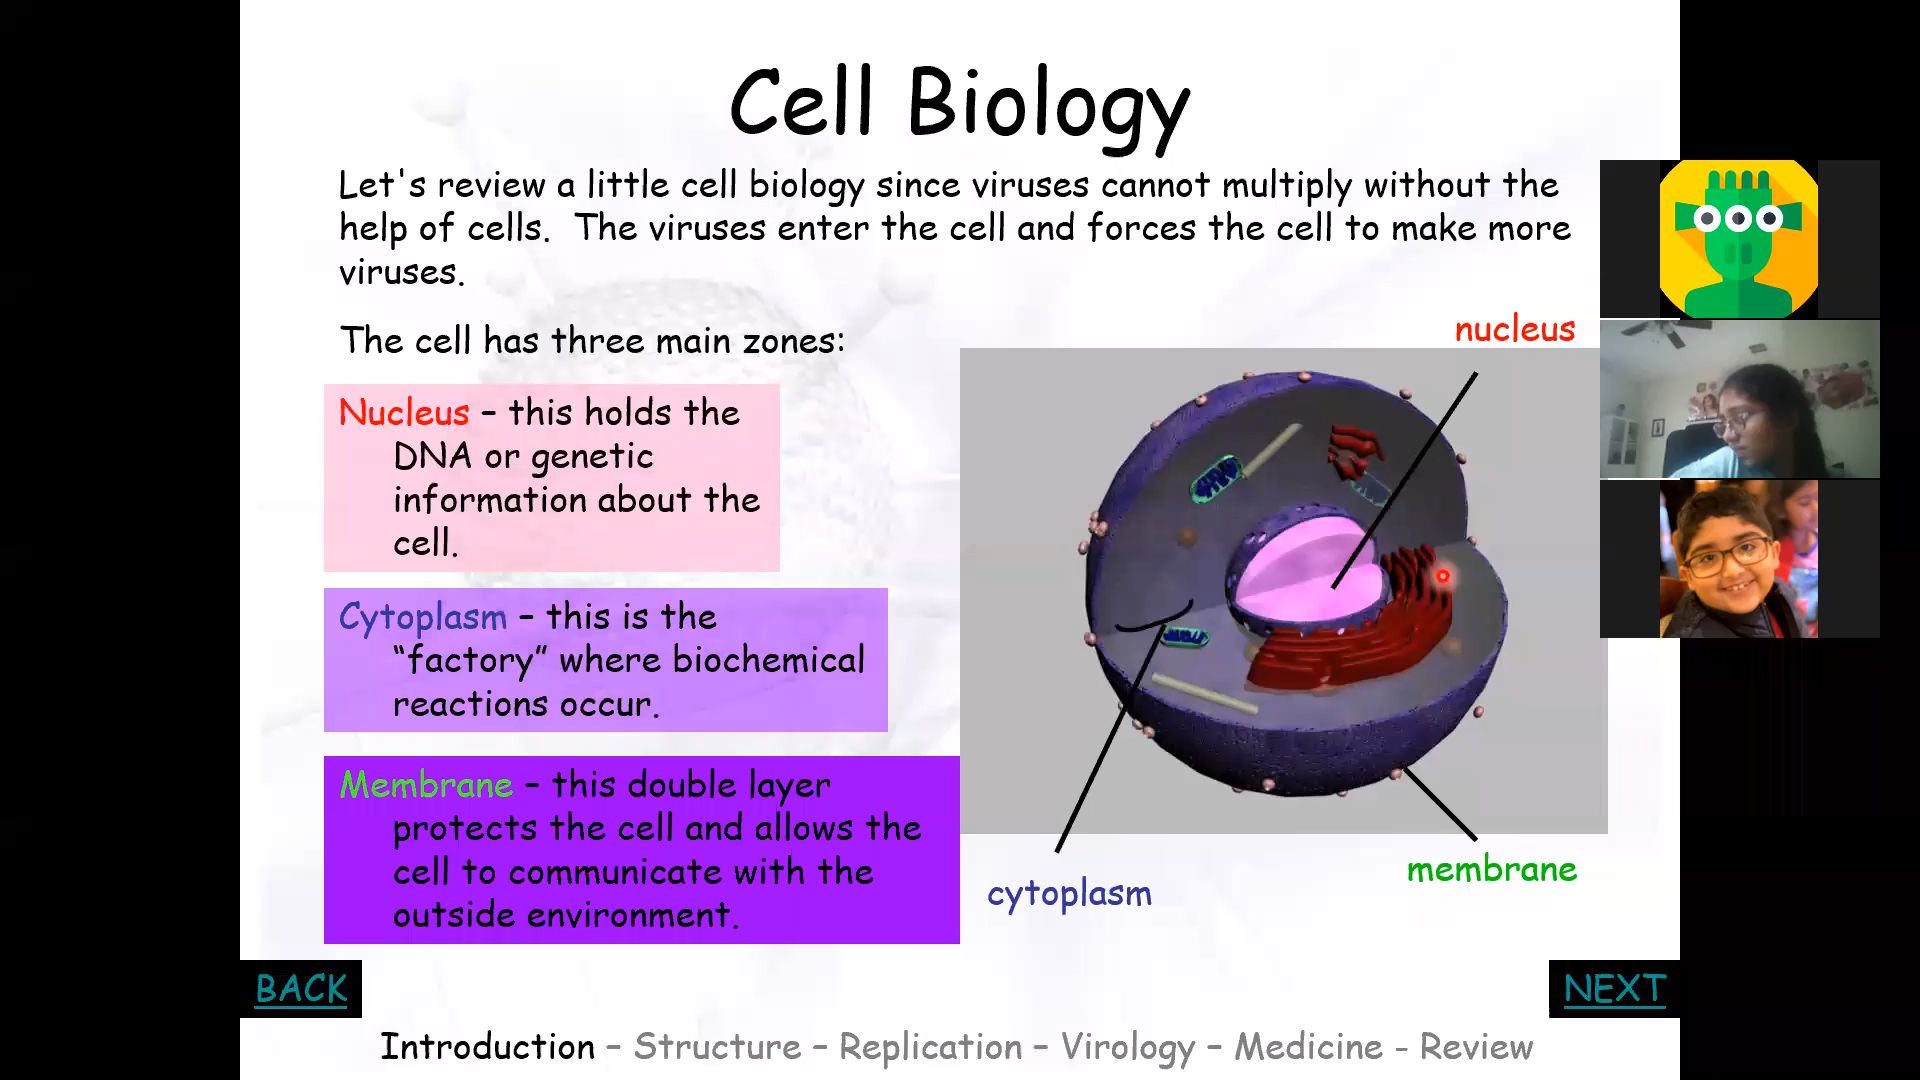 Cell Biology
Let's review a little cell biology since viruses cannot multiply without the
help of cells.  The viruses enter the cell and forces the cell to make more
viruses.
The cell has three main zones:
Nucleus – this holds the
DNA or genetic
information about the
cell.
Cytoplasm – this is the
“factory” where biochemical
reactions occur.
Membrane – this double layer
protects the cell and allows the
cell to communicate with the
outside environment.
nucleus
cytoplasm
membrane
BACK
NEXT
Introduction – Structure – Replication – Virology – Medicine - Review